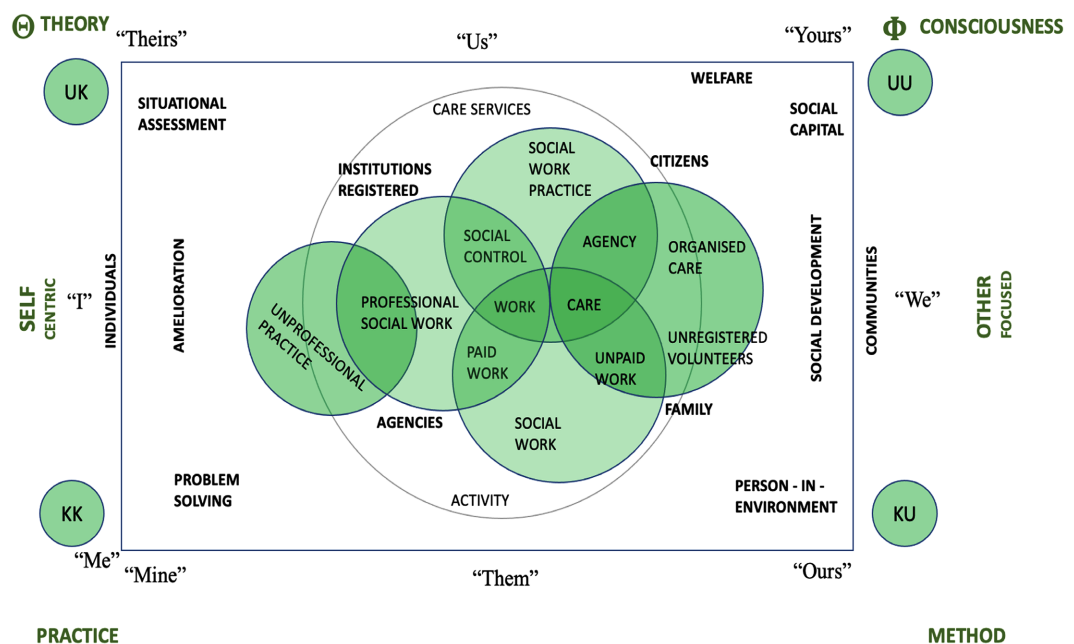 Θ THEORY
Φ CONSCIOUSNESS
“Theirs”
“Us”
“Yours”
UK
UU
WELFARE
SITUATIONAL
ASSESSMENT
SOCIAL
CAPITAL
CARE SERVICES
SOCIAL
WORK
PRACTICE
CITIZENS
INSTITUTIONS
REGISTERED
SOCIAL
CONTROL
AGENCY
ORGANISED
CARE
SELF
CENTRIC
“I”
INDIVIDUALS
AMELIORATION
UNPROFESSIONAL
PRACTICE
PROFESSIONAL
SOCIAL WORK
WORK
CARE
SOCIAL DEVELOPMENT
COMMUNITIES
“We”
OTHER
FOCUSED
PAID
WORK
UNPAID
WORK
UNREGISTERED
VOLUNTEERS
AGENCIES
FAMILY
SOCIAL
WORK
PROBLEM
SOLVING
ACTIVITY
PERSON - IN -
ENVIRONMENT
KK
KU
“Me”
“Mine”
“Them”
“Ours”
PRACTICE
METHOD